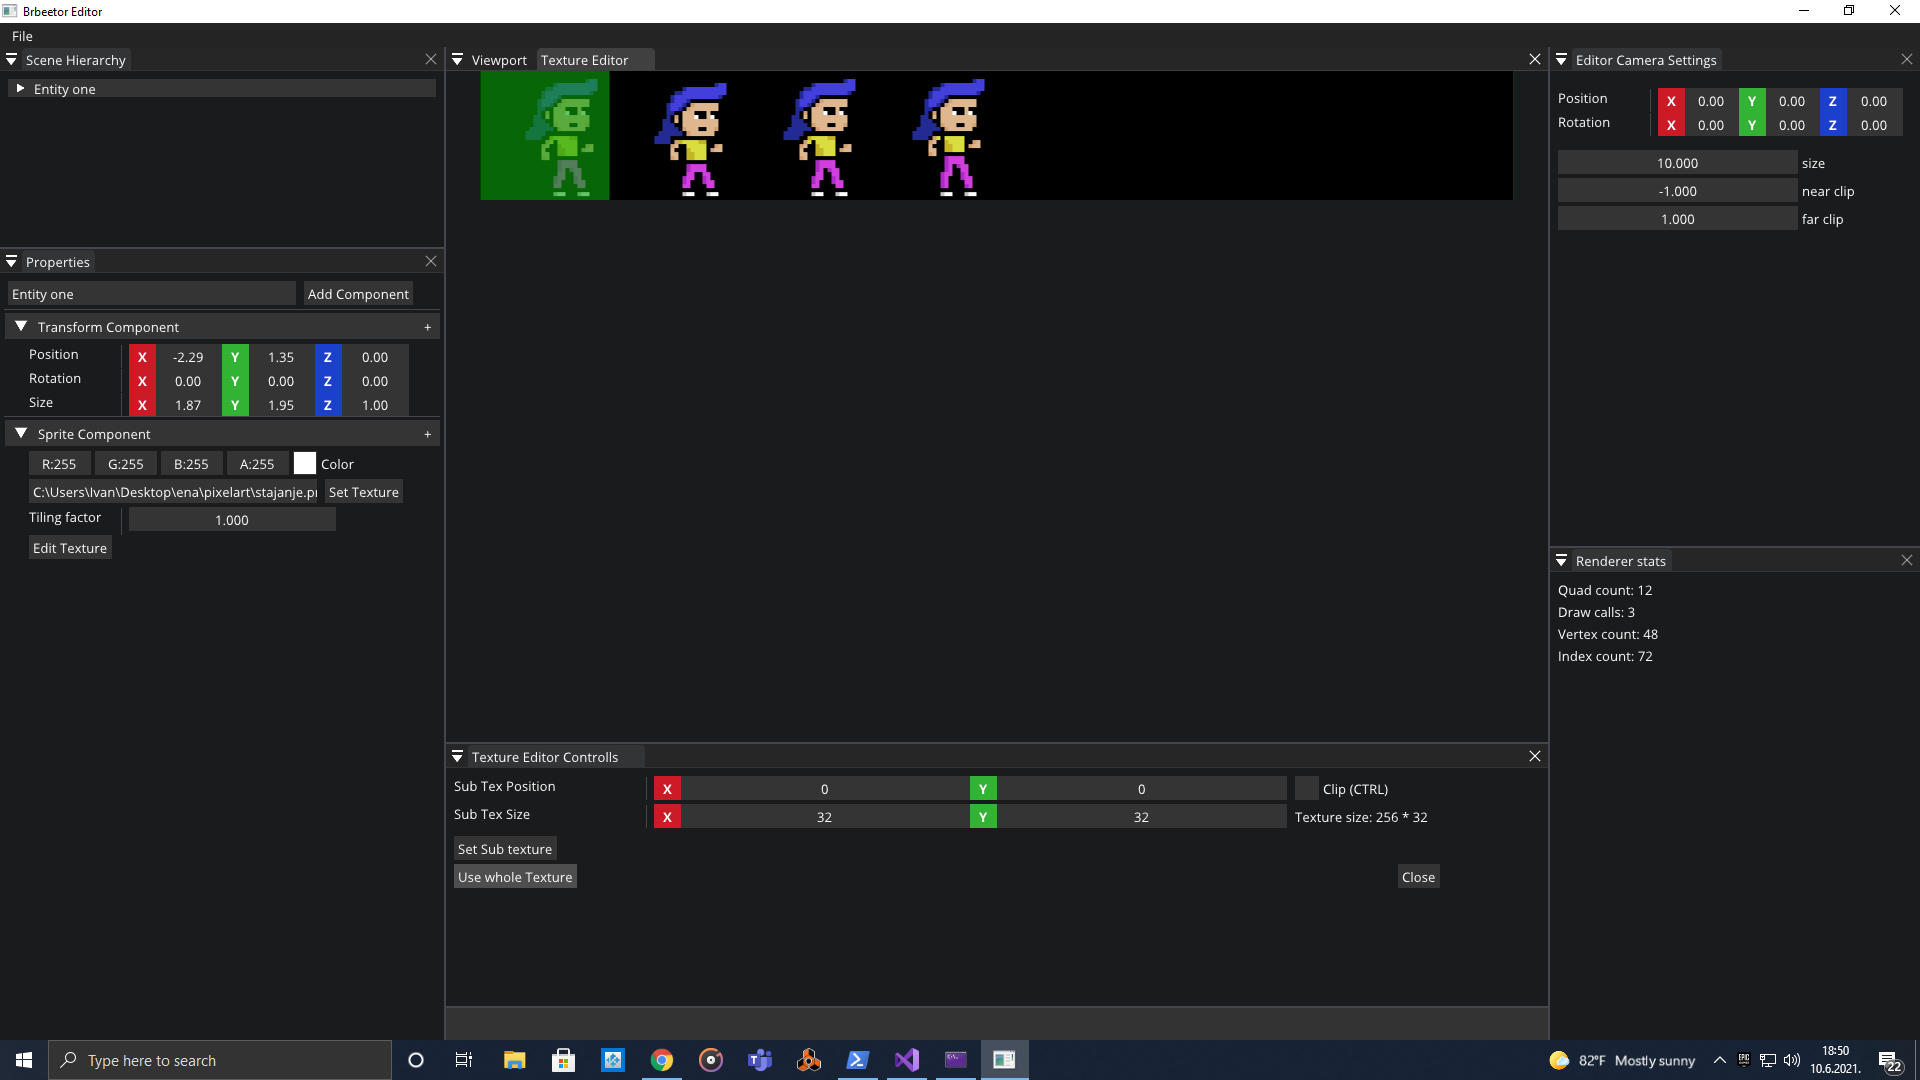 Brbeetor Editor
File
Scene Hierarchy
Entity one
Properties
Entity one
Add Component
Transform Component +
Position X -2.29 Y 1.35 Z 0.00
Rotation X 0.00 Y 0.00 Z 0.00
Size X 1.87 Y 1.95 Z 1.00
Sprite Component +
R:255 G:255 B:255 A:255 Color
C:\Users\Ivan\Desktop\ena\pixelart\stajanje.pr Set Texture
Tiling factor 1.000
Edit Texture
Viewport Texture Editor
Texture Editor Controlls
Sub Tex Position X 0 Y 0 Clip (CTRL)
Sub Tex Size X 32 Y 32 Texture size: 256 * 32
Set Sub texture
Use whole Texture Close
Editor Camera Settings
Position X 0.00 Y 0.00 Z 0.00
Rotation X 0.00 Y 0.00 Z 0.00
10.000 size
-1.000 near clip
1.000 far clip
Renderer stats
Quad count: 12
Draw calls: 3
Vertex count: 48
Index count: 72
Type here to search
82°F Mostly sunny
EPIC
18:50
10.6.2021.
22